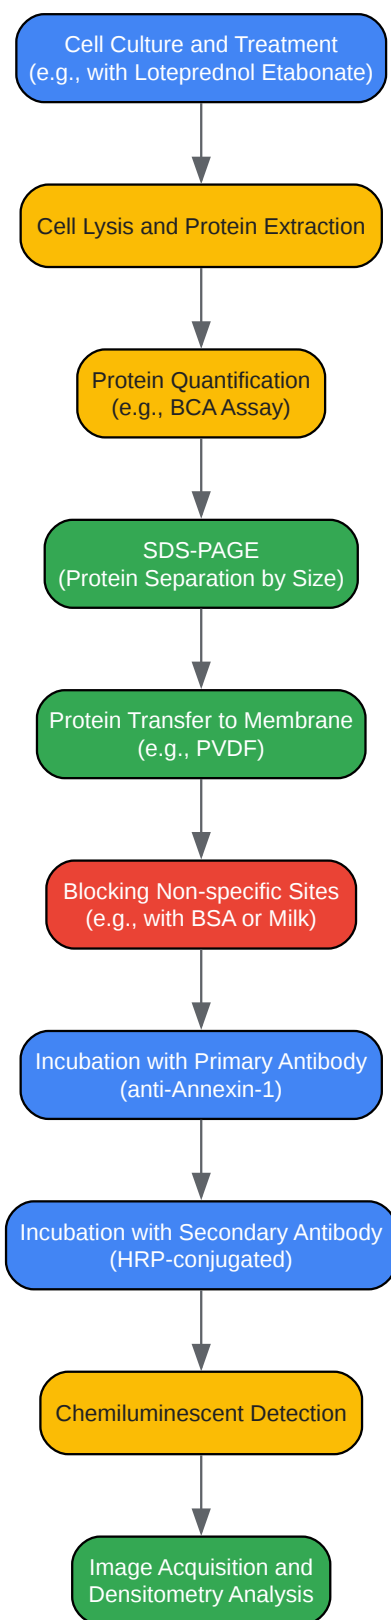 Cell Culture and Treatment
(e.g., with Loteprednol Etabonate)
Cell Lysis and Protein Extraction
Protein Quantification
(e.g., BCA Assay)
SDS-PAGE
(Protein Separation by Size)
Protein Transfer to Membrane
(e.g., PVDF)
Blocking Non-specific Sites
(e.g., with BSA or Milk)
Incubation with Primary Antibody
(anti-Annexin-1)
Incubation with Secondary Antibody
(HRP-conjugated)
Chemiluminescent Detection
Image Acquisition and
Densitometry Analysis